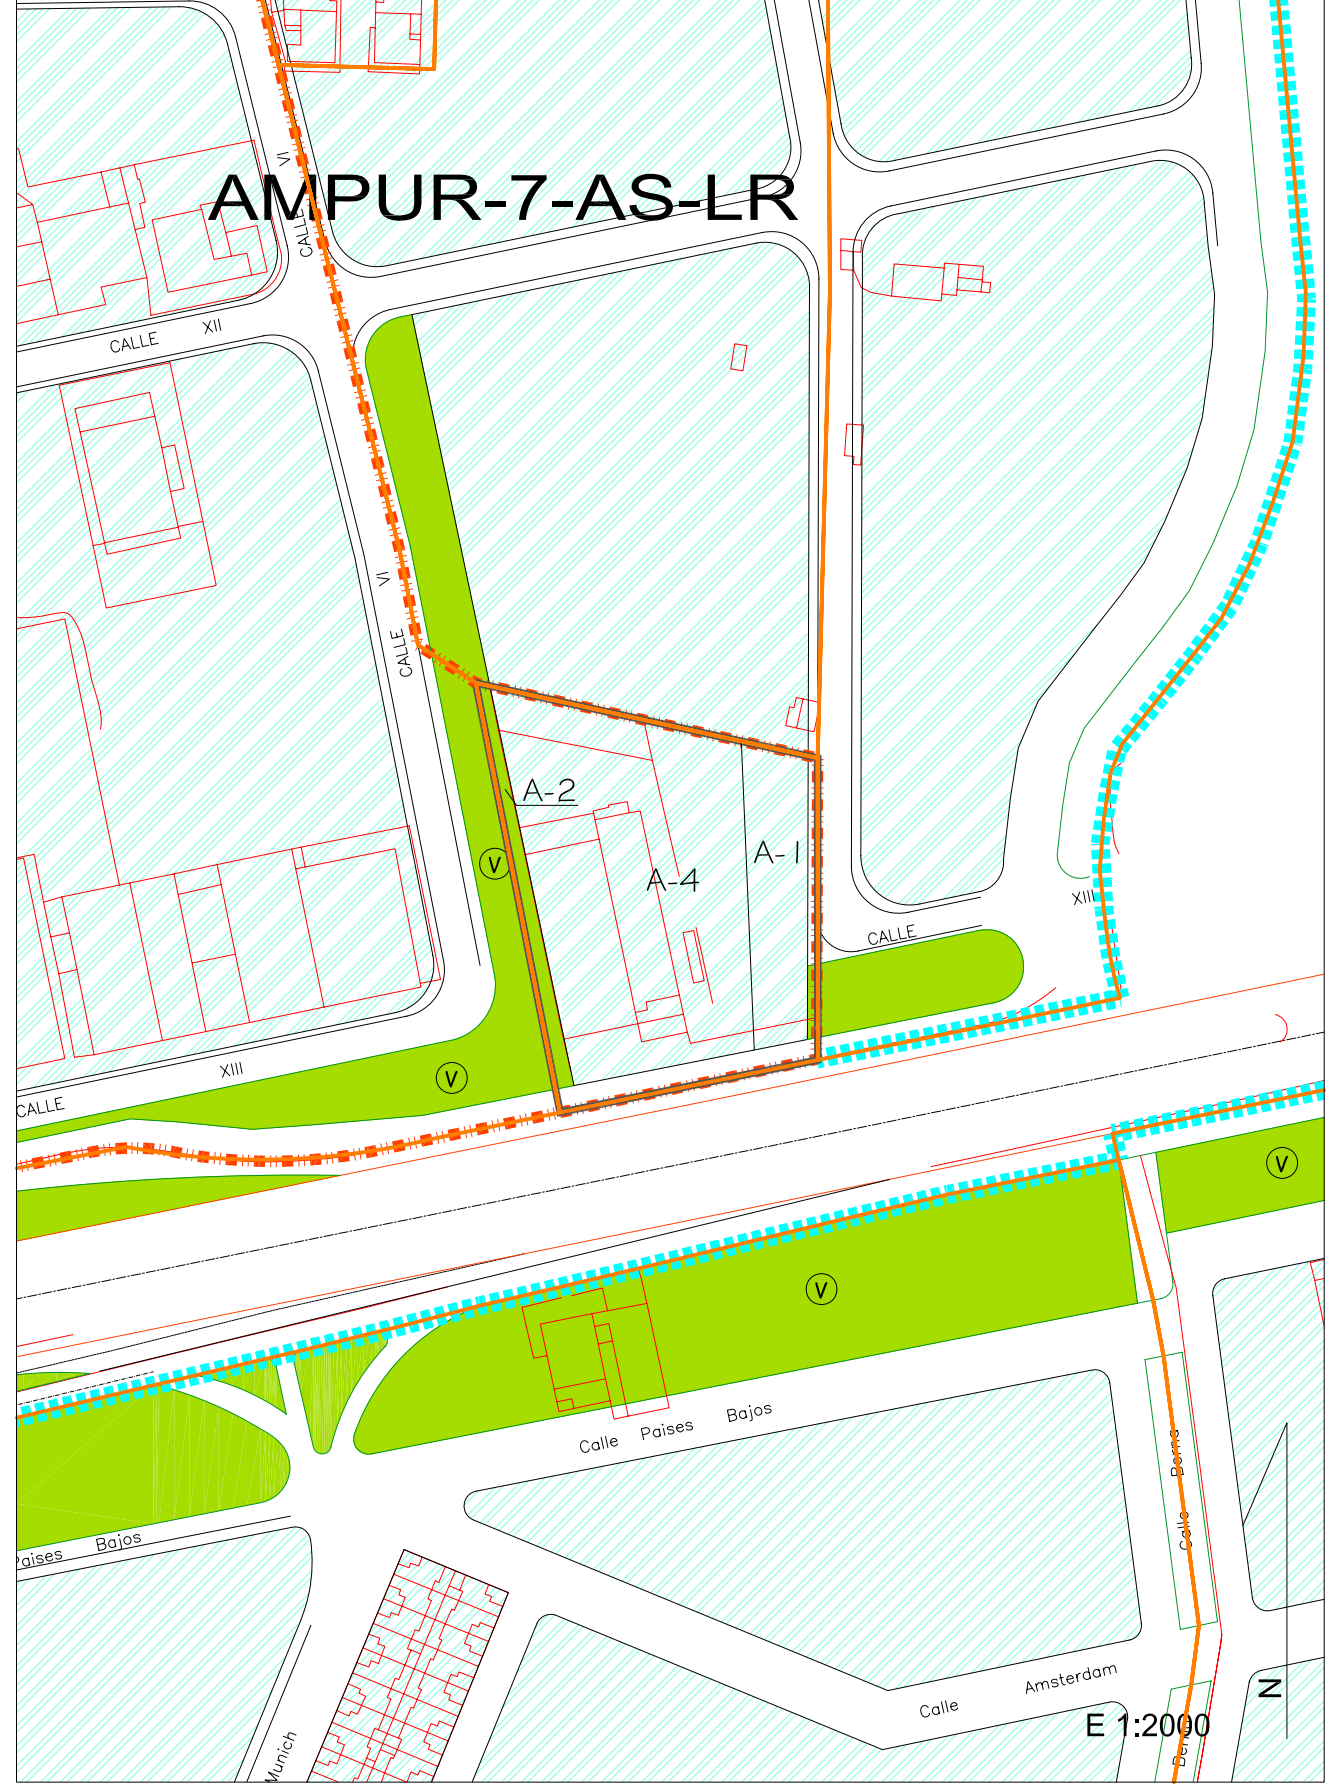 VI
AMPUR-7-AS-LR
CALLE
XII
CALLE
VI
CALLE
A-2
A-1
V
A-4
XIII
CALLE
V
XIII
CALLE
V
V
Calle Paises Bajos
Calle Berna
Paises Bajos
Calle Amsterdam
N
E 1:2000
Munich
Berna